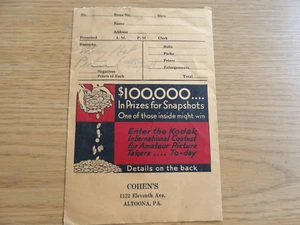 No. Store No. Size
Name
Address
Promised A. M. P. M Clerk
Remarks Rolls
Packs
Prints
Enlargements
Negatives Total
Prints of Each
$100,000....
In Prizes for Snapshots
One of those inside might win
Enter the Kodak
International Contest
for Amateur Picture
Takers .... To-day
Details on the back
COHEN'S
1122 Eleventh Ave.
ALTOONA, PA.